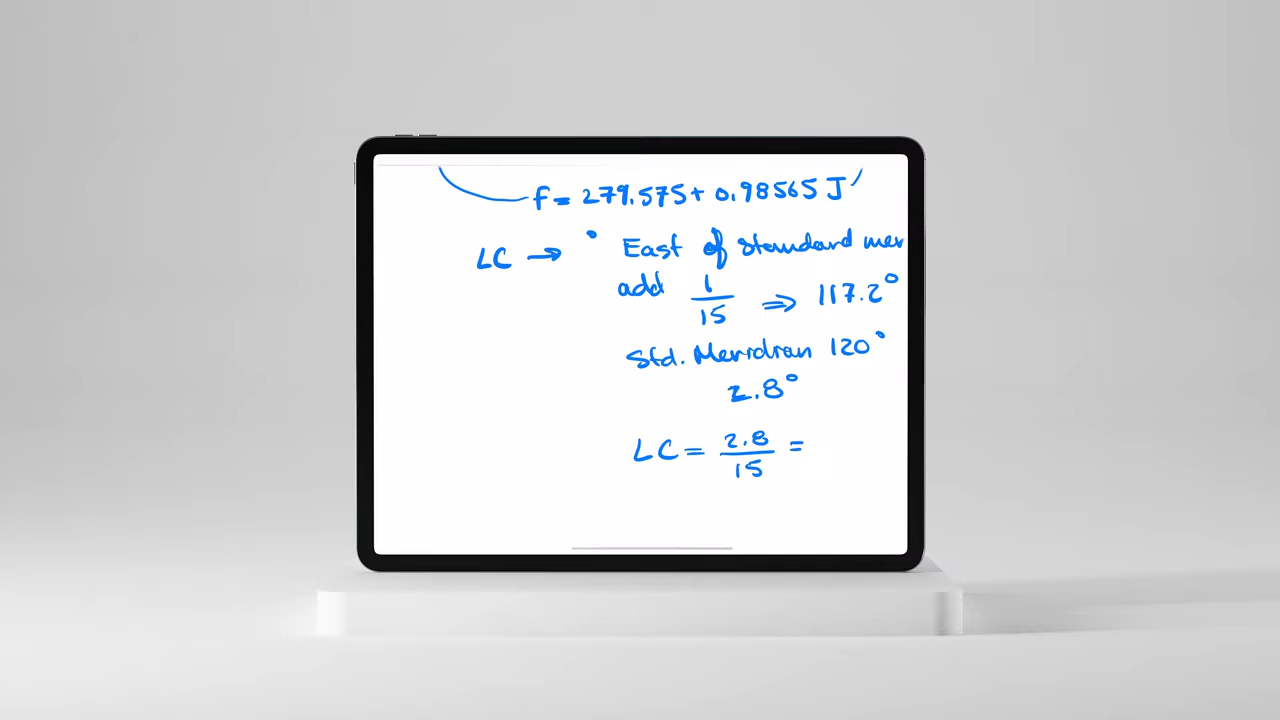 f = 279.575 + 0.98565 J
LC → ° East of standard mer
add 1/15 ⇒ 117.2°
Std. Meridian 120°
2.8°
LC = 2.8/15 =